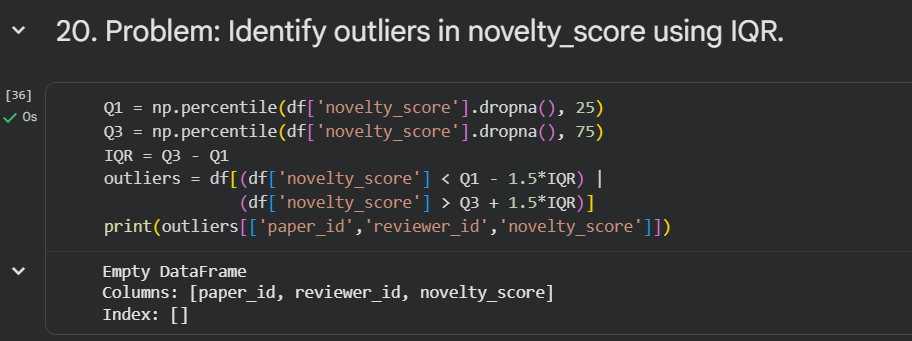 20. Problem: Identify outliers in novelty_score using IQR.
[36]
0s
Q1 = np.percentile(df['novelty_score'].dropna(), 25)
Q3 = np.percentile(df['novelty_score'].dropna(), 75)
IQR = Q3 - Q1
outliers = df[(df['novelty_score'] < Q1 - 1.5*IQR) |
(df['novelty_score'] > Q3 + 1.5*IQR)]
print(outliers[['paper_id','reviewer_id','novelty_score']])
Empty DataFrame
Columns: [paper_id, reviewer_id, novelty_score]
Index: []